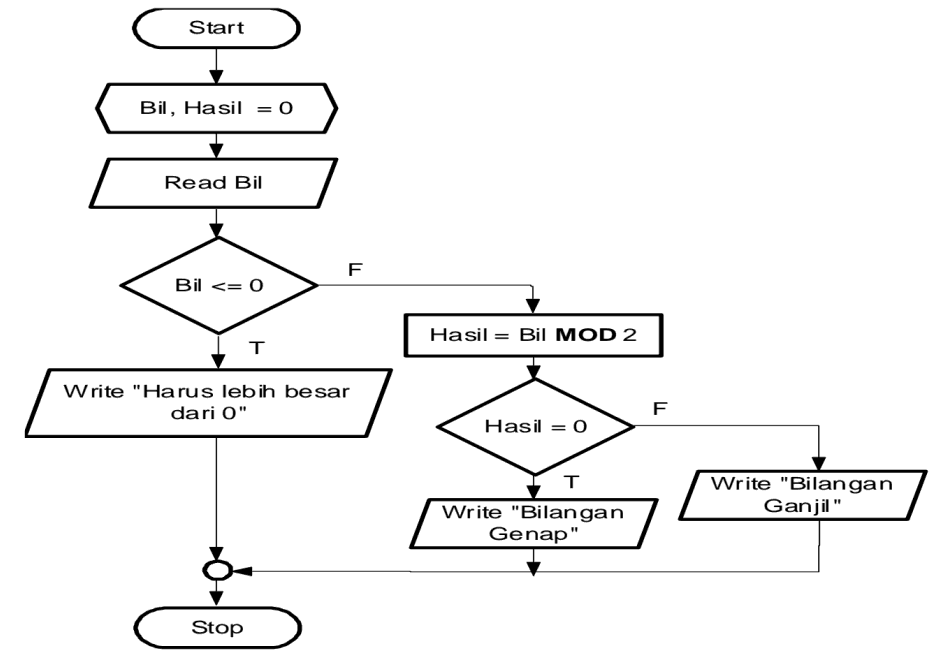 Start
Bil, Hasil = 0
Read Bil
Bil <= 0
F
T
Hasil = Bil MOD 2
Write "Harus lebih besar
dari 0"
Hasil = 0
F
T
Write "Bilangan
Genap"
Write "Bilangan
Ganjil"
Stop